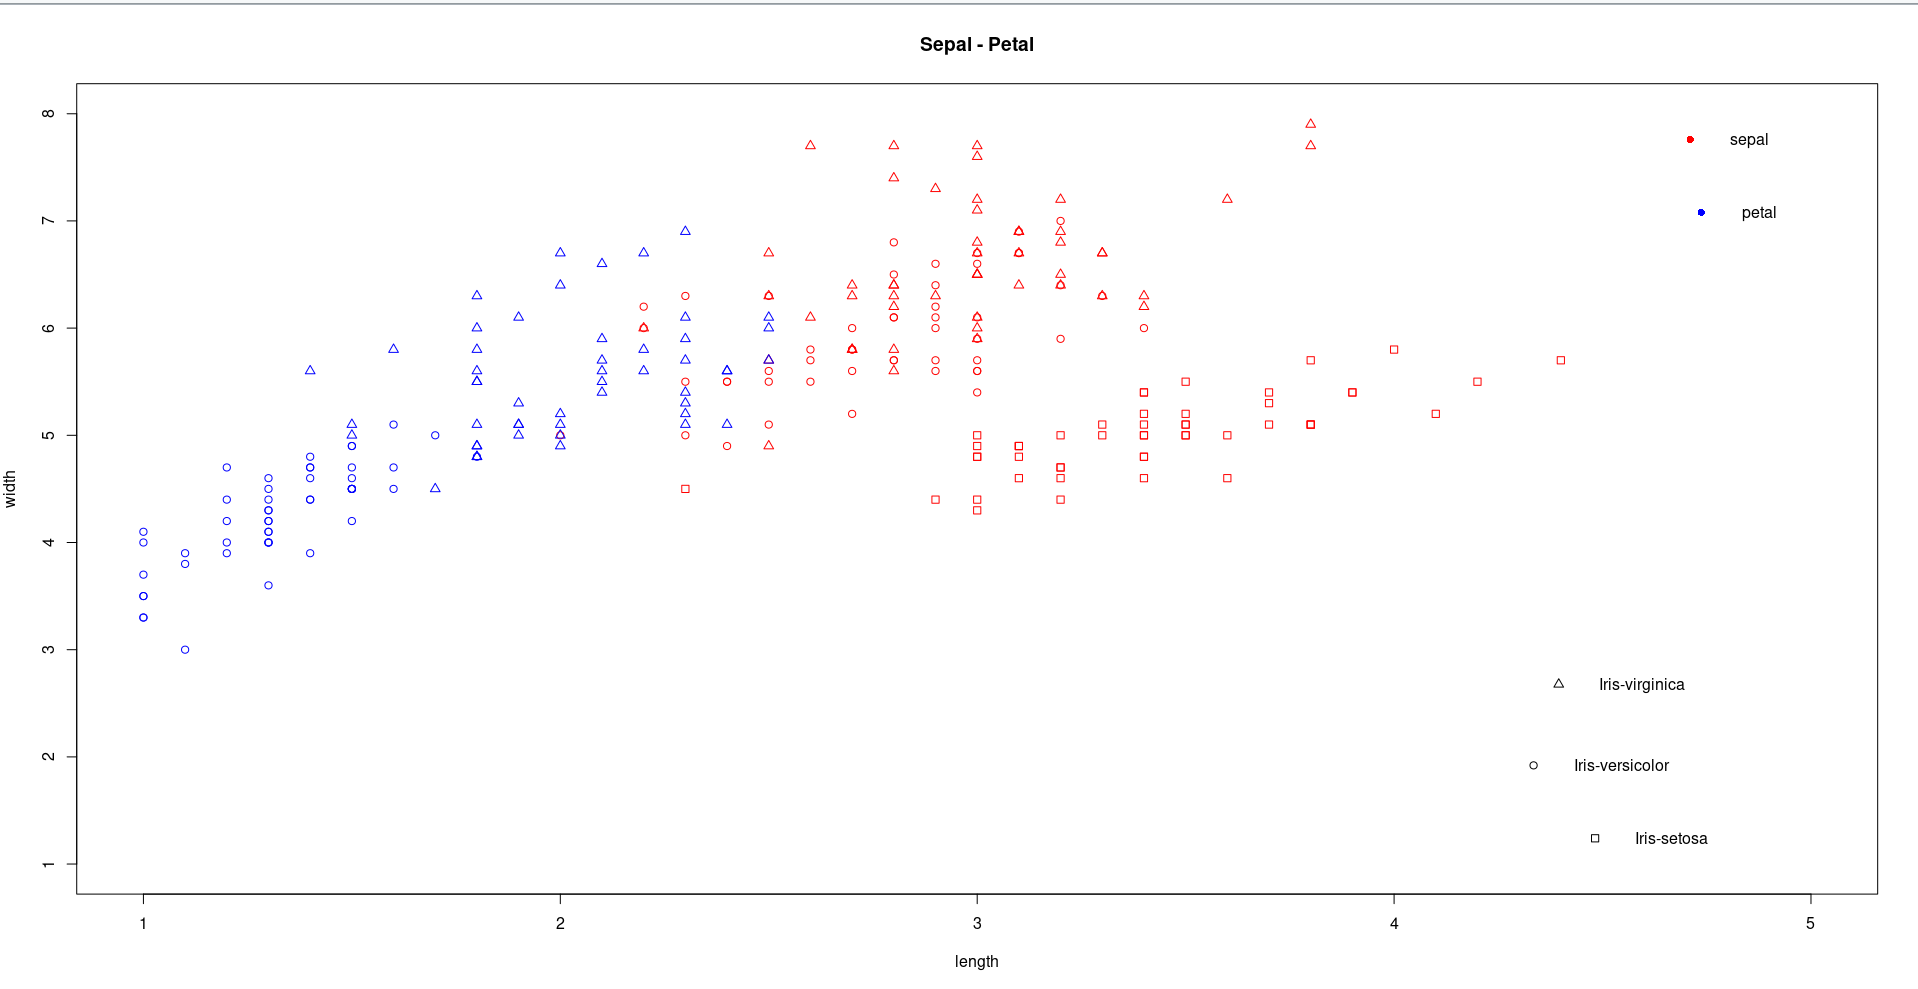 Sepal - Petal
8
7
6
5
4
3
2
1
width
sepal
petal
Iris-virginica
Iris-versicolor
Iris-setosa
1 2 3 4 5
length